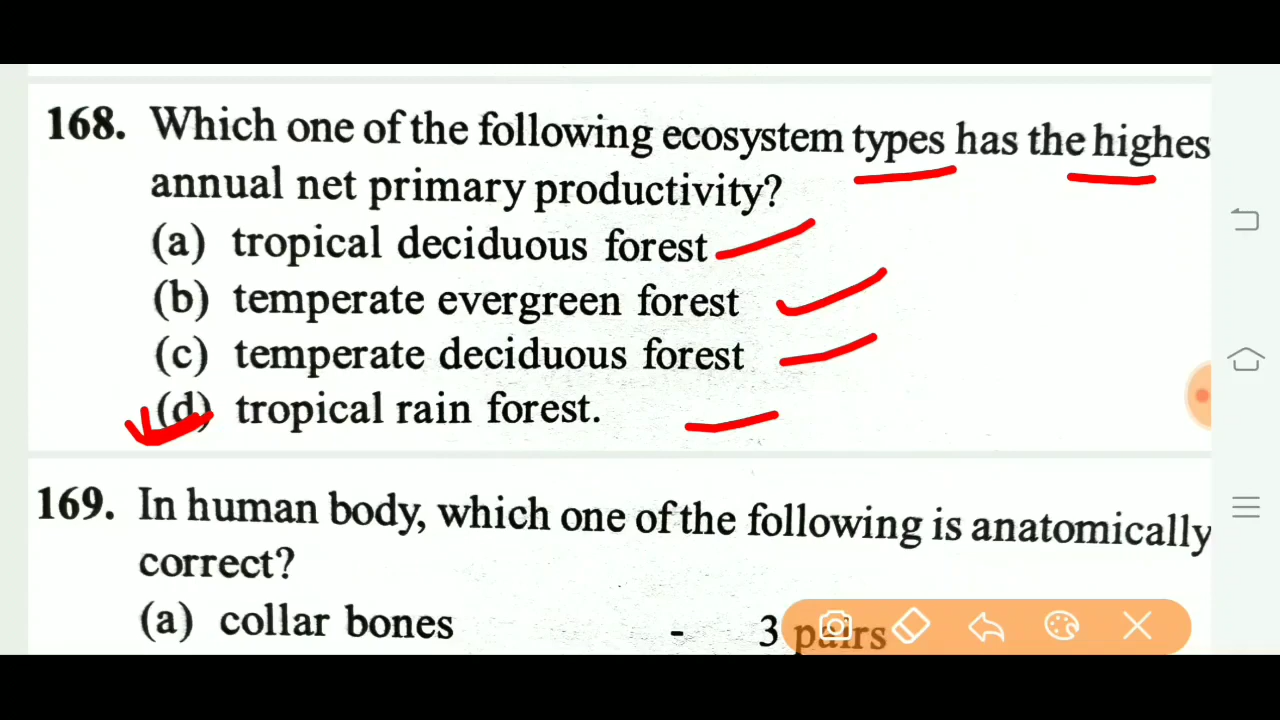 168. Which one of the following ecosystem types has the highes
annual net primary productivity?
(a) tropical deciduous forest
(b) temperate evergreen forest
(c) temperate deciduous forest
(d) tropical rain forest.
169. In human body, which one of the following is anatomically
correct?
(a) collar bones - 3 pairs